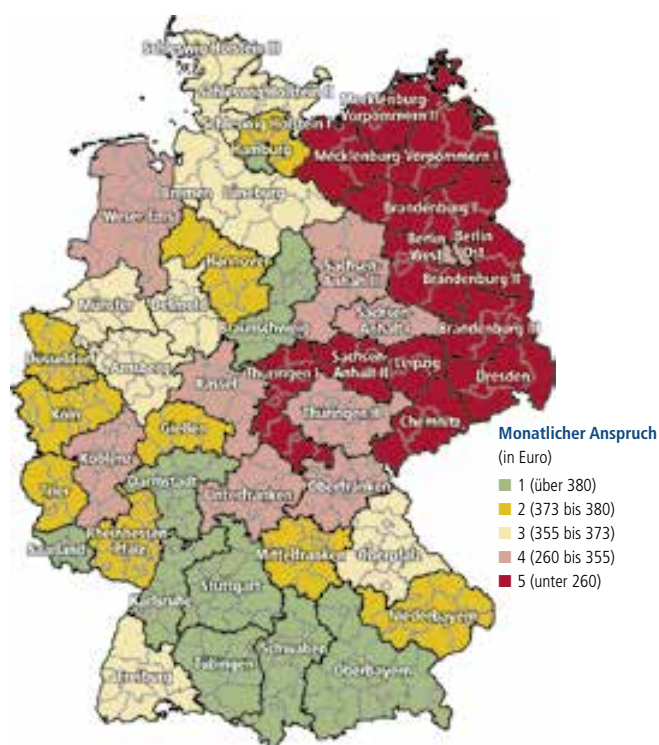 Schleswig-Holstein III
Schleswig-Holstein II
Mecklenburg-
Vorpommern II
Schleswig-Holstein I
Hamburg
Mecklenburg-Vorpommern I
Bremen
Lüneburg
Weser-Ems
Brandenburg I
Berlin
West
Berlin
Ost
Hannover
Sachsen-
Brandenburg II
Münster
Detmold
Braunschweig
Sachsen-
Anhalt I
Brandenburg III
Düsseldorf
Arnsberg
Kassel
Thüringen I
Sachsen-
Anhalt II
Leipzig
Dresden
Köln
Gießen
Thüringen II
Chemnitz
Koblenz
Trier
Darmstadt
Unterfranken
Oberfranken
Saarland
Rheinhessen-
Pfalz
Mittelfranken
Oberpfalz
Karlsruhe
Stuttgart
Niederbayern
Freiburg
Tübingen
Schwaben
Oberbayern
Monatlicher Anspruch
(in Euro)
1 (über 380)
2 (373 bis 380)
3 (355 bis 373)
4 (260 bis 355)
5 (unter 260)